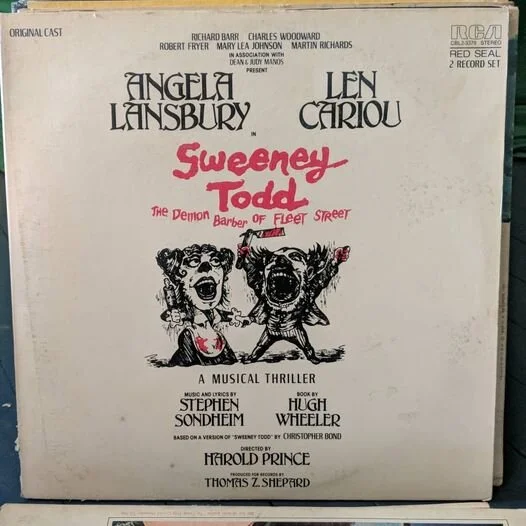 ORIGINAL CAST
RICHARD BARR CHARLES WOODWARD
ROBERT FRYER MARY LEA JOHNSON MARTIN RICHARDS
IN ASSOCIATION WITH
DEAN & JUDY MANOS
PRESENT
RCA
CBL2-3379 STEREO
RED SEAL
2 RECORD SET
ANGELA LANSBURY
LEN CARIOU
IN
Sweeney
Todd
THE Demon Barber OF FLEET STREET
A MUSICAL THRILLER
MUSIC AND LYRICS BY
STEPHEN SONDHEIM
BOOK BY
HUGH WHEELER
BASED ON A VERSION OF "SWEENEY TODD" BY CHRISTOPHER BOND
DIRECTED BY
HAROLD PRINCE
PRODUCED FOR RECORDS BY
THOMAS Z. SHEPARD